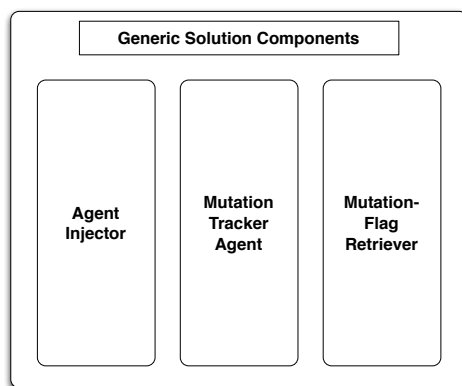 Generic Solution Components
Agent
Injector
Mutation
Tracker
Agent
Mutation-
Flag
Retriever